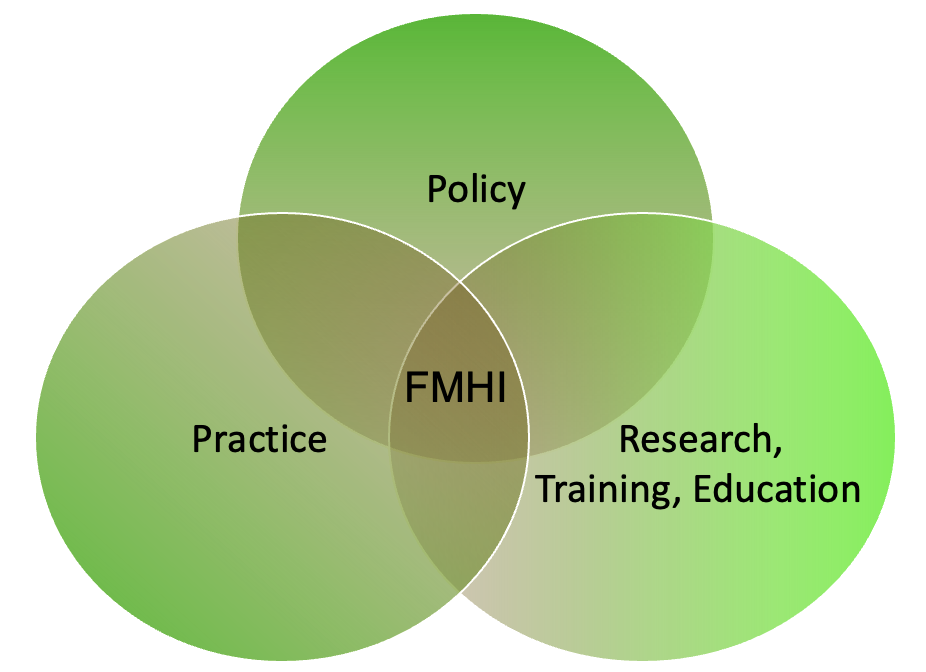 Policy
FMHI
Practice
Research,
Training, Education